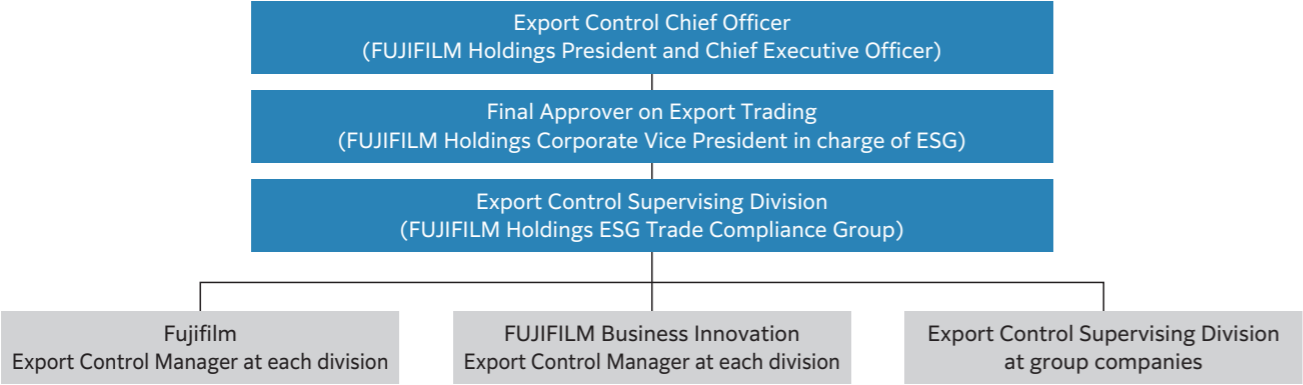 Export Control Chief Officer
(FUJIFILM Holdings President and Chief Executive Officer)
Final Approver on Export Trading
(FUJIFILM Holdings Corporate Vice President in charge of ESG)
Export Control Supervising Division
(FUJIFILM Holdings ESG Trade Compliance Group)
Fujifilm
Export Control Manager at each division
FUJIFILM Business Innovation
Export Control Manager at each division
Export Control Supervising Division
at group companies